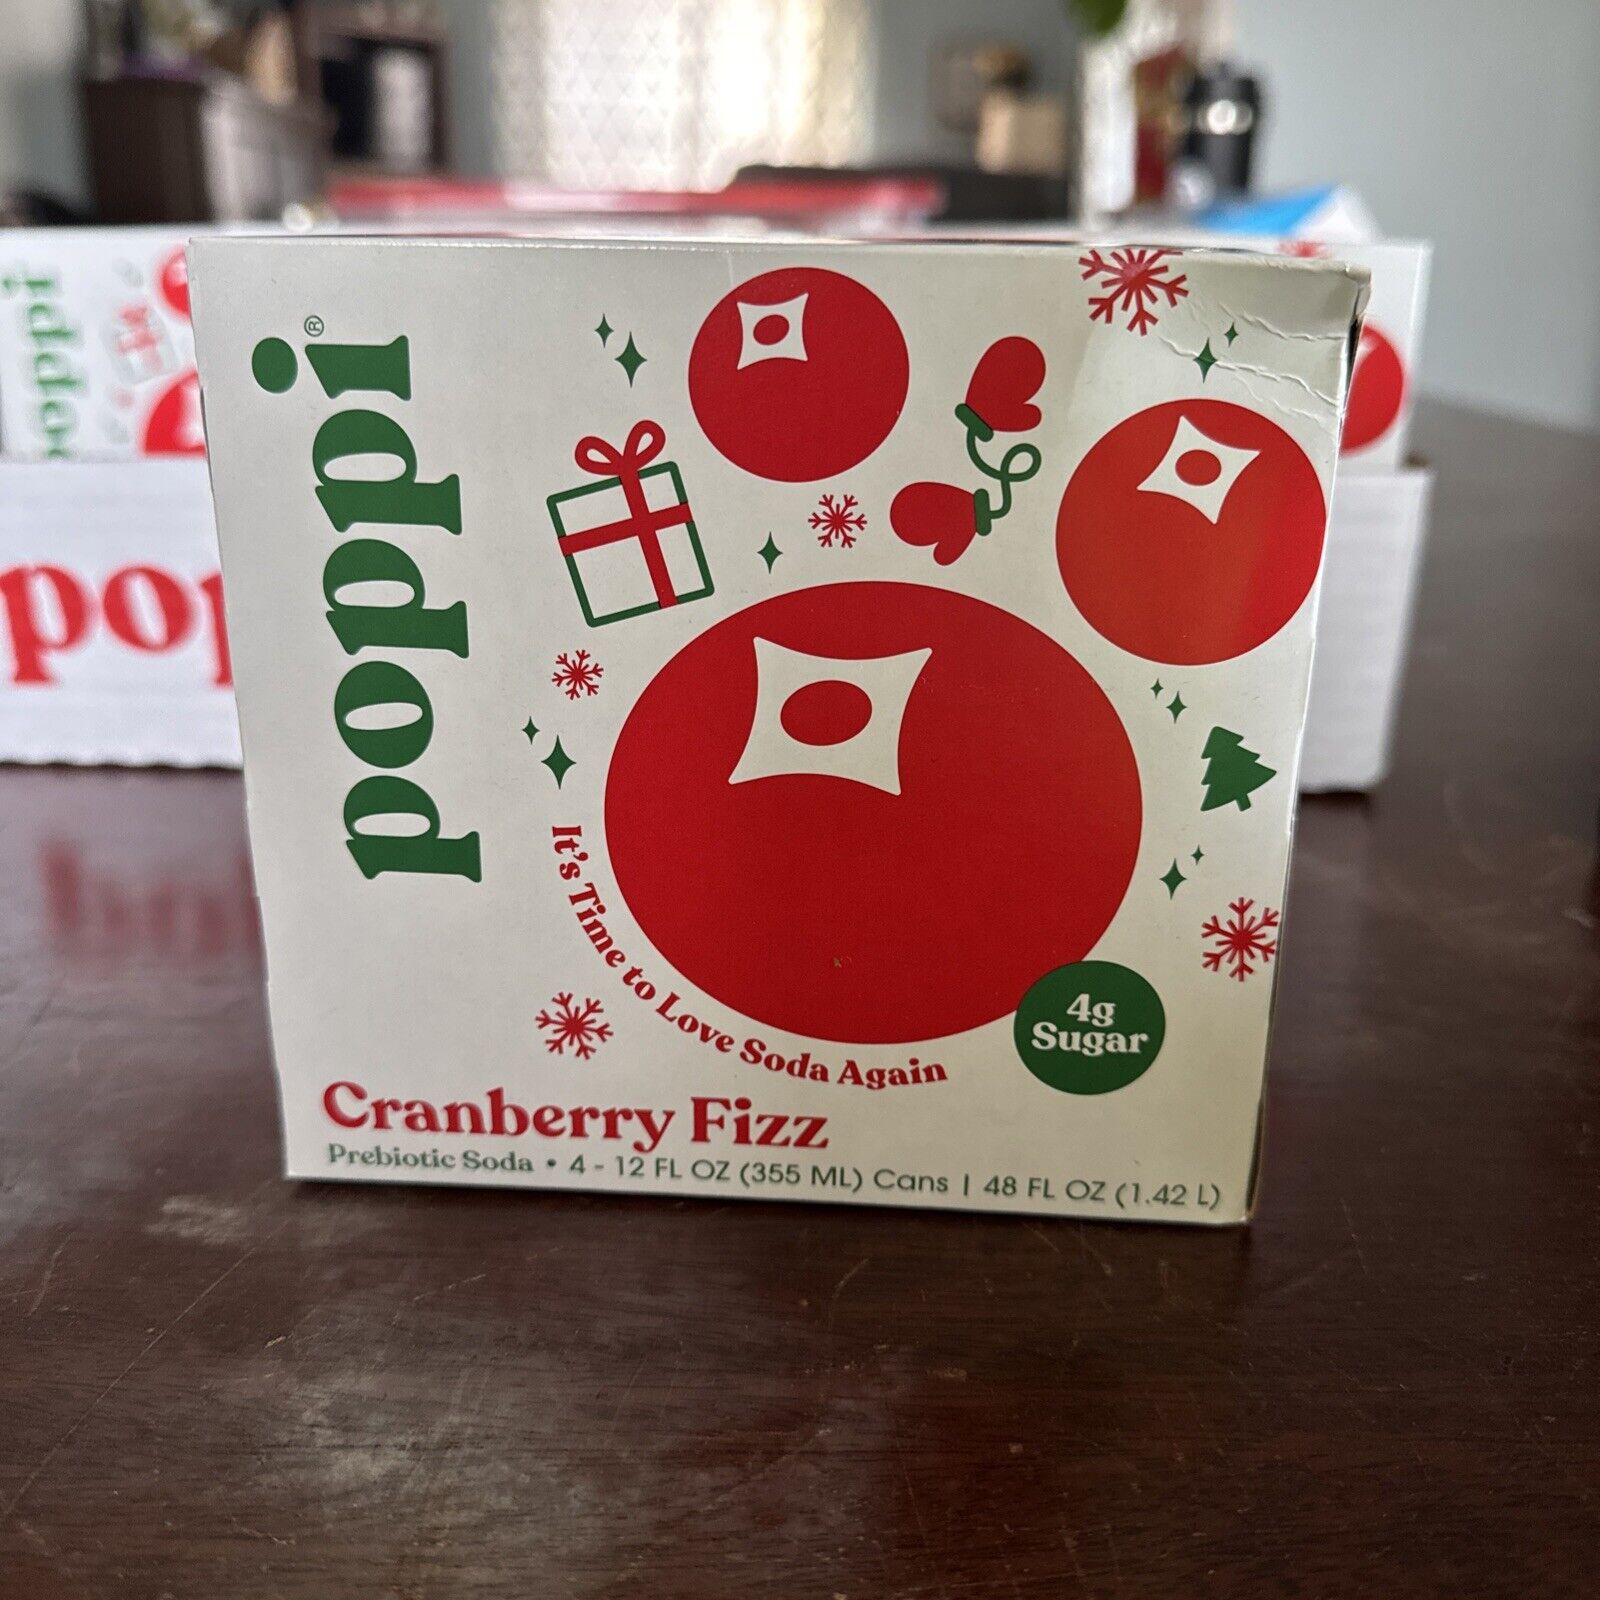 poppi®
It's Time to Love Soda Again
4g
Sugar
Cranberry Fizz
Prebiotic Soda • 4 - 12 FL OZ (355 ML) Cans | 48 FL OZ (1.42 L)
poppi